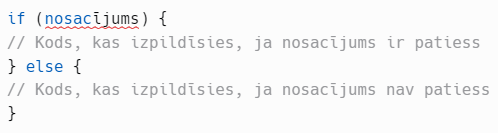 if (nosacījums) {
// Kods, kas izpildīsies, ja nosacījums ir patiess
} else {
// Kods, kas izpildīsies, ja nosacījums nav patiess
}